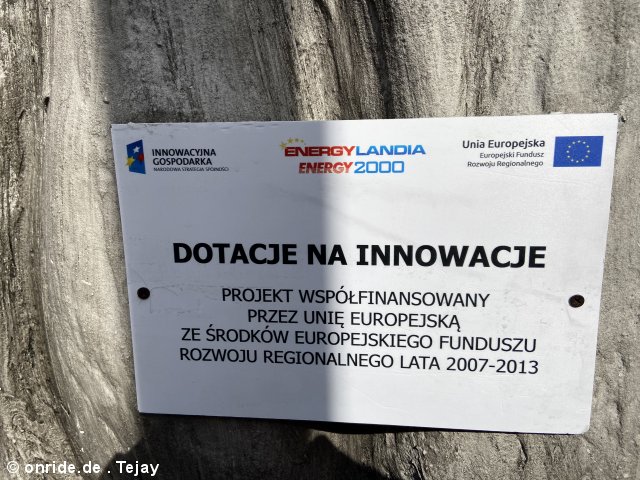 INNOWACYJNA
GOSPODARKA
NARODOWA STRATEGIA SPÓJNOŚCI
ENERGYLANDIA
ENERGY2000
Unia Europejska
Europejski Fundusz
Rozwoju Regionalnego
DOTACJE NA INNOWACJE
PROJEKT WSPÓŁFINANSOWANY
PRZEZ UNIĘ EUROPEJSKĄ
ZE ŚRODKÓW EUROPEJSKIEGO FUNDUSZU
ROZWOJU REGIONALNEGO LATA 2007-2013
© onride.de . Tejay